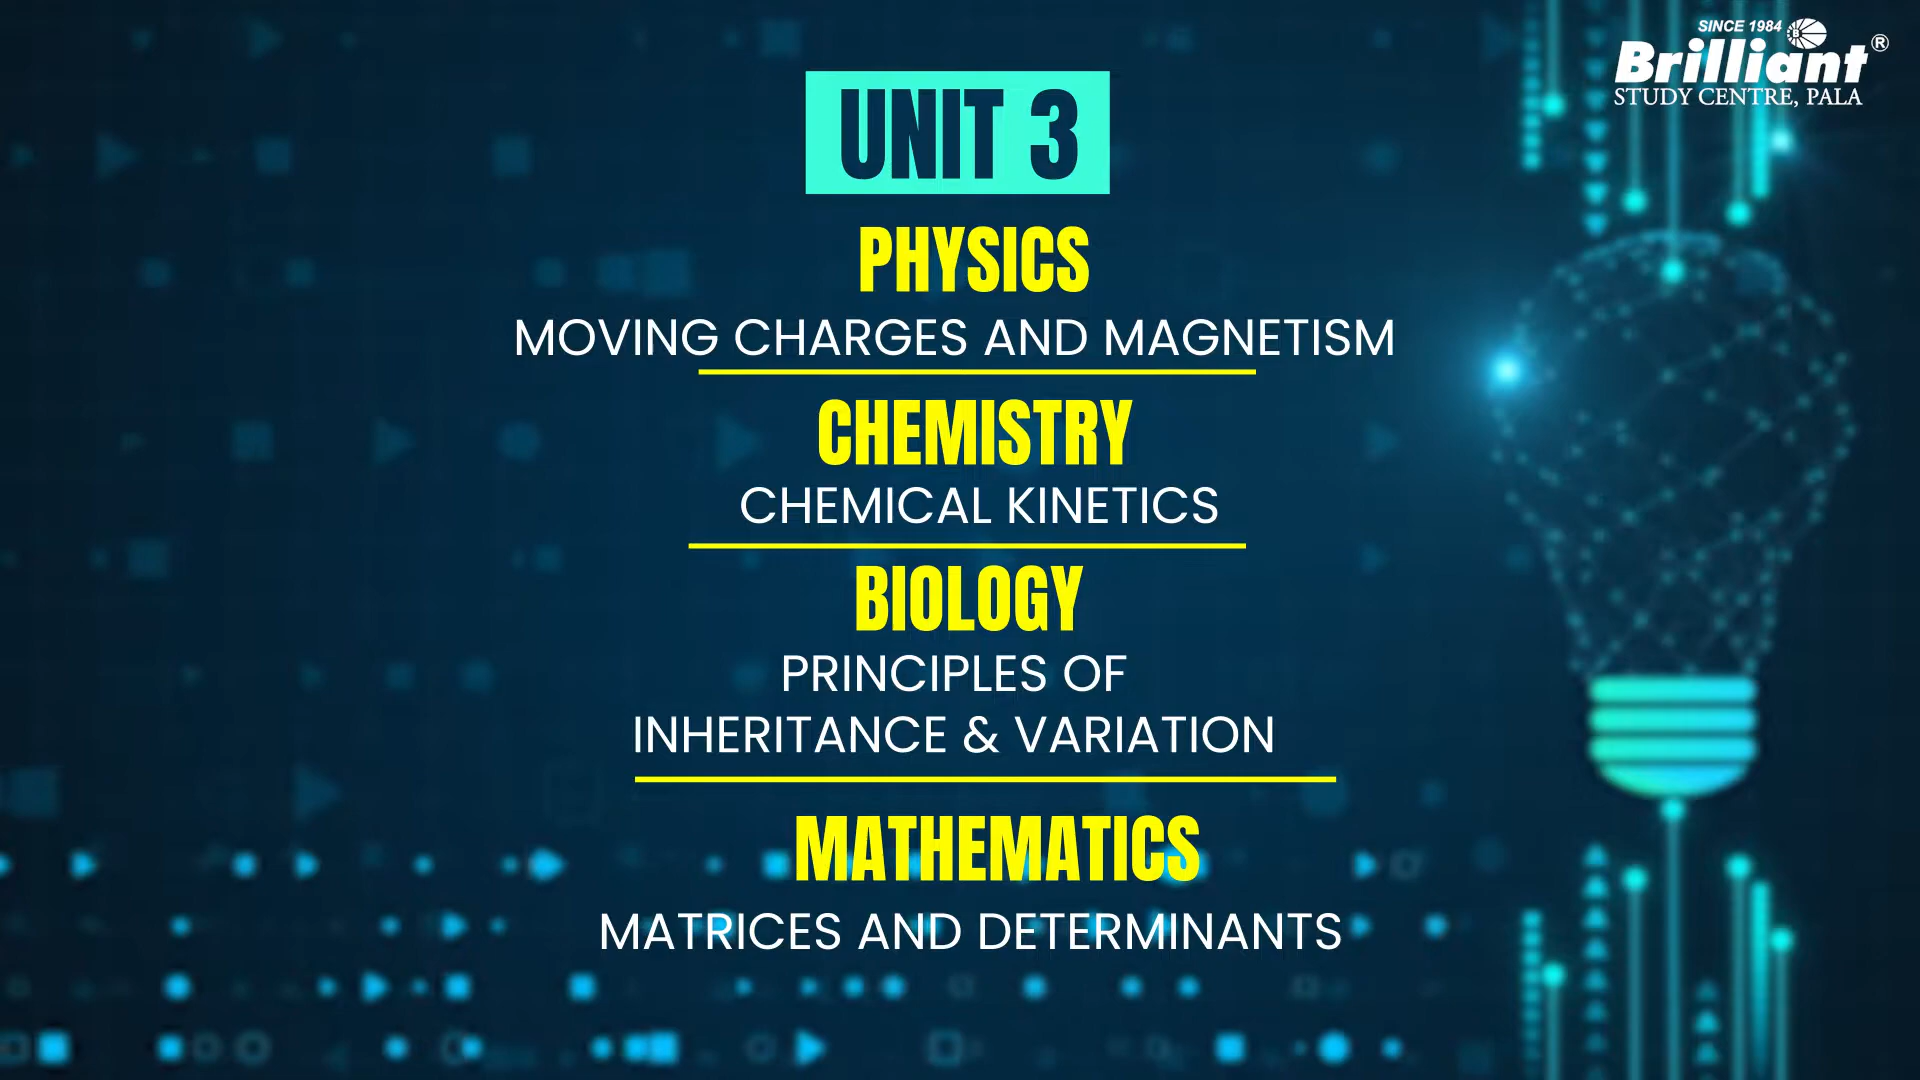 SINCE 1984
Brilliant®
STUDY CENTRE, PALA
UNIT 3
PHYSICS
MOVING CHARGES AND MAGNETISM
CHEMISTRY
CHEMICAL KINETICS
BIOLOGY
PRINCIPLES OF
INHERITANCE & VARIATION
MATHEMATICS
MATRICES AND DETERMINANTS